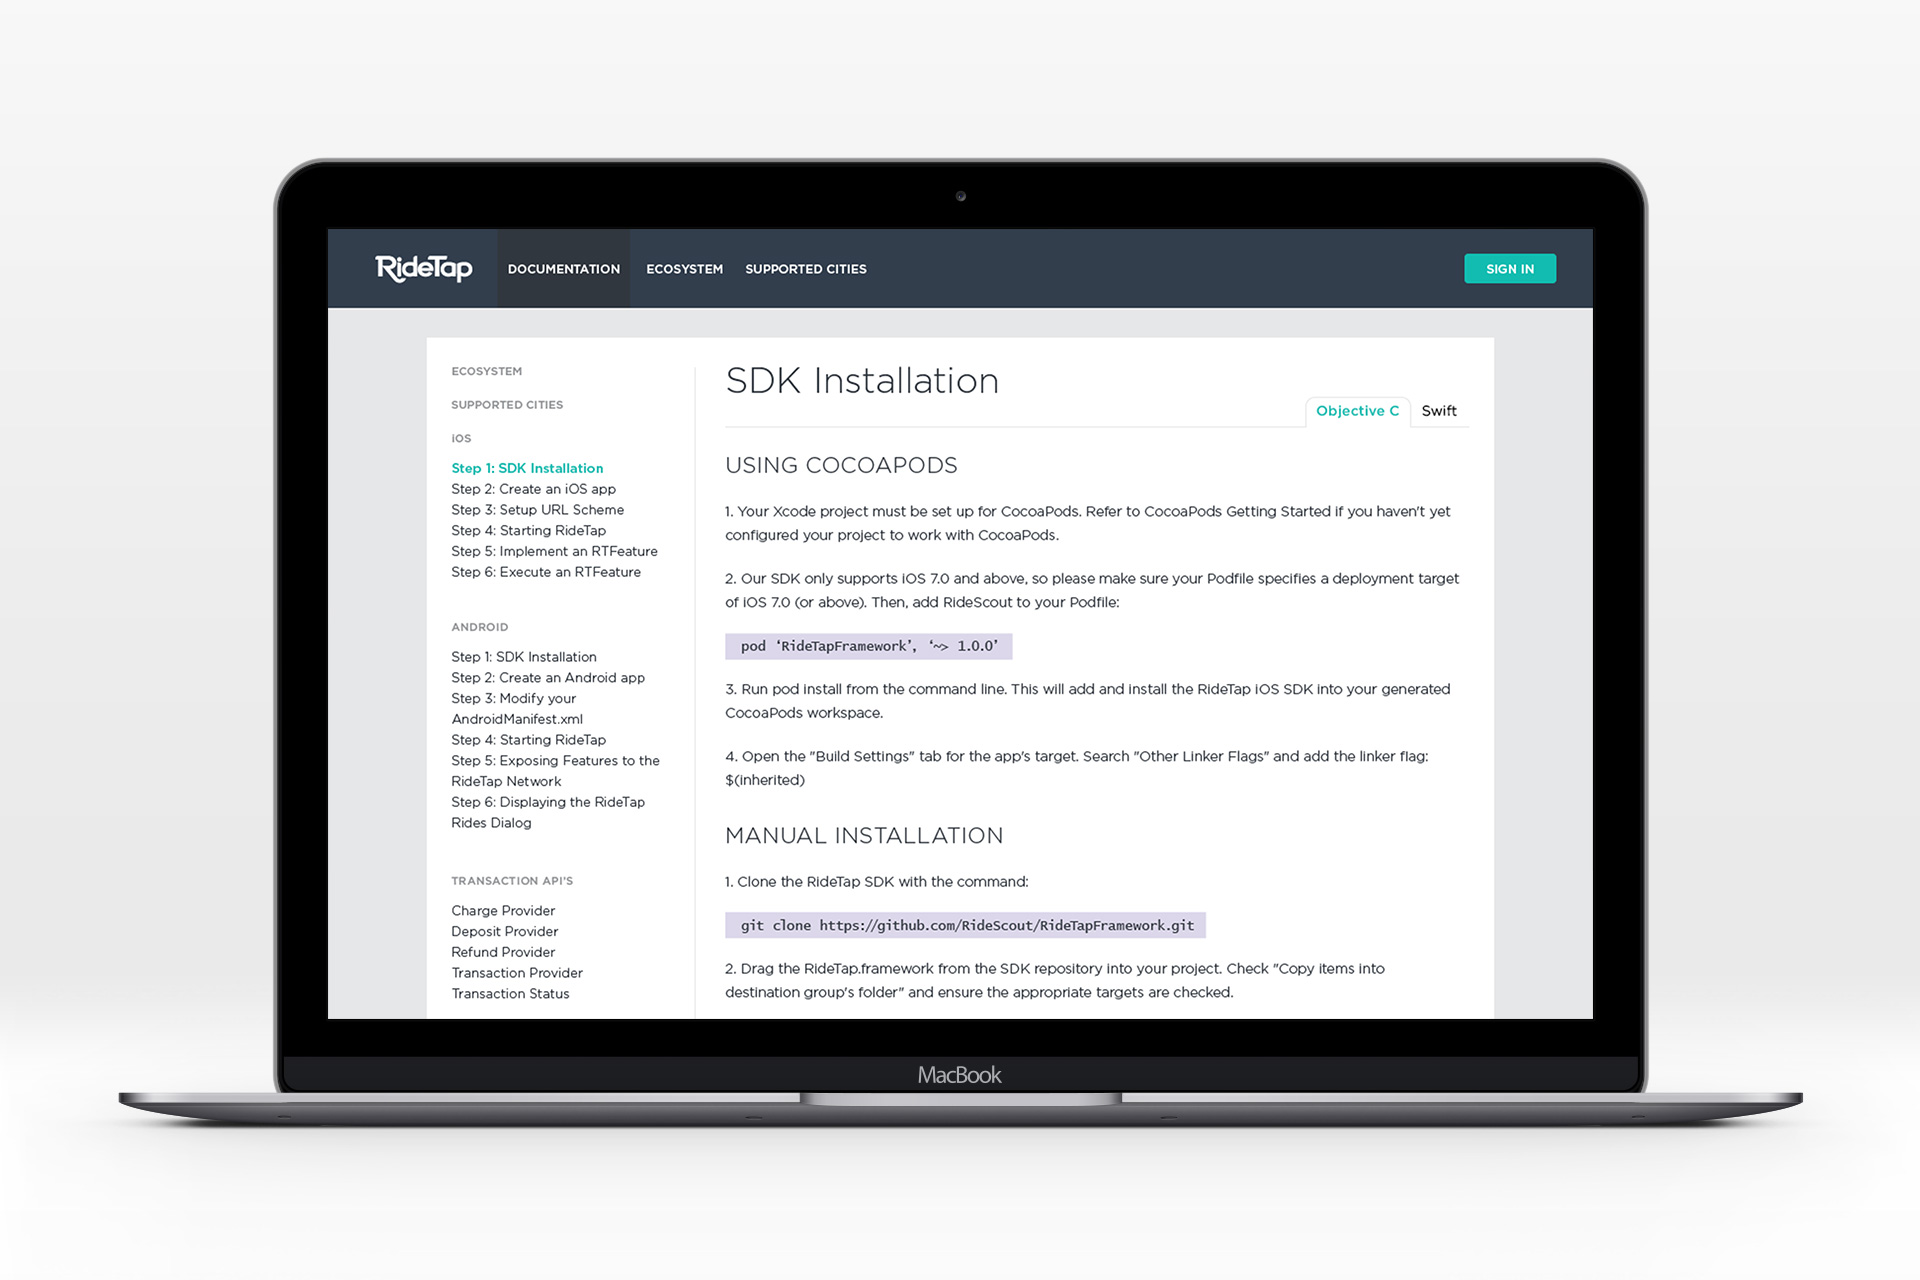 RideTap
DOCUMENTATION
ECOSYSTEM
SUPPORTED CITIES
SIGN IN
ECOSYSTEM
SUPPORTED CITIES
iOS
Step 1: SDK Installation
Step 2: Create an iOS app
Step 3: Setup URL Scheme
Step 4: Starting RideTap
Step 5: Implement an RTFeature
Step 6: Execute an RTFeature
ANDROID
Step 1: SDK Installation
Step 2: Create an Android app
Step 3: Modify your
AndroidManifest.xml
Step 4: Starting RideTap
Step 5: Exposing Features to the
RideTap Network
Step 6: Displaying the RideTap
Rides Dialog
TRANSACTION API'S
Charge Provider
Deposit Provider
Refund Provider
Transaction Provider
Transaction Status
SDK Installation
Objective C
Swift
USING COCOAPODS
1. Your Xcode project must be set up for CocoaPods. Refer to CocoaPods Getting Started if you haven't yet
configured your project to work with CocoaPods.
2. Our SDK only supports iOS 7.0 and above, so please make sure your Podfile specifies a deployment target
of iOS 7.0 (or above). Then, add RideScout to your Podfile:
pod ‘RideTapFramework’, ‘~> 1.0.0’
3. Run pod install from the command line. This will add and install the RideTap iOS SDK into your generated
CocoaPods workspace.
4. Open the "Build Settings" tab for the app's target. Search "Other Linker Flags" and add the linker flag:
$(inherited)
MANUAL INSTALLATION
1. Clone the RideTap SDK with the command:
git clone https://github.com/RideScout/RideTapFramework.git
2. Drag the RideTap.framework from the SDK repository into your project. Check "Copy items into
destination group's folder" and ensure the appropriate targets are checked.
MacBook